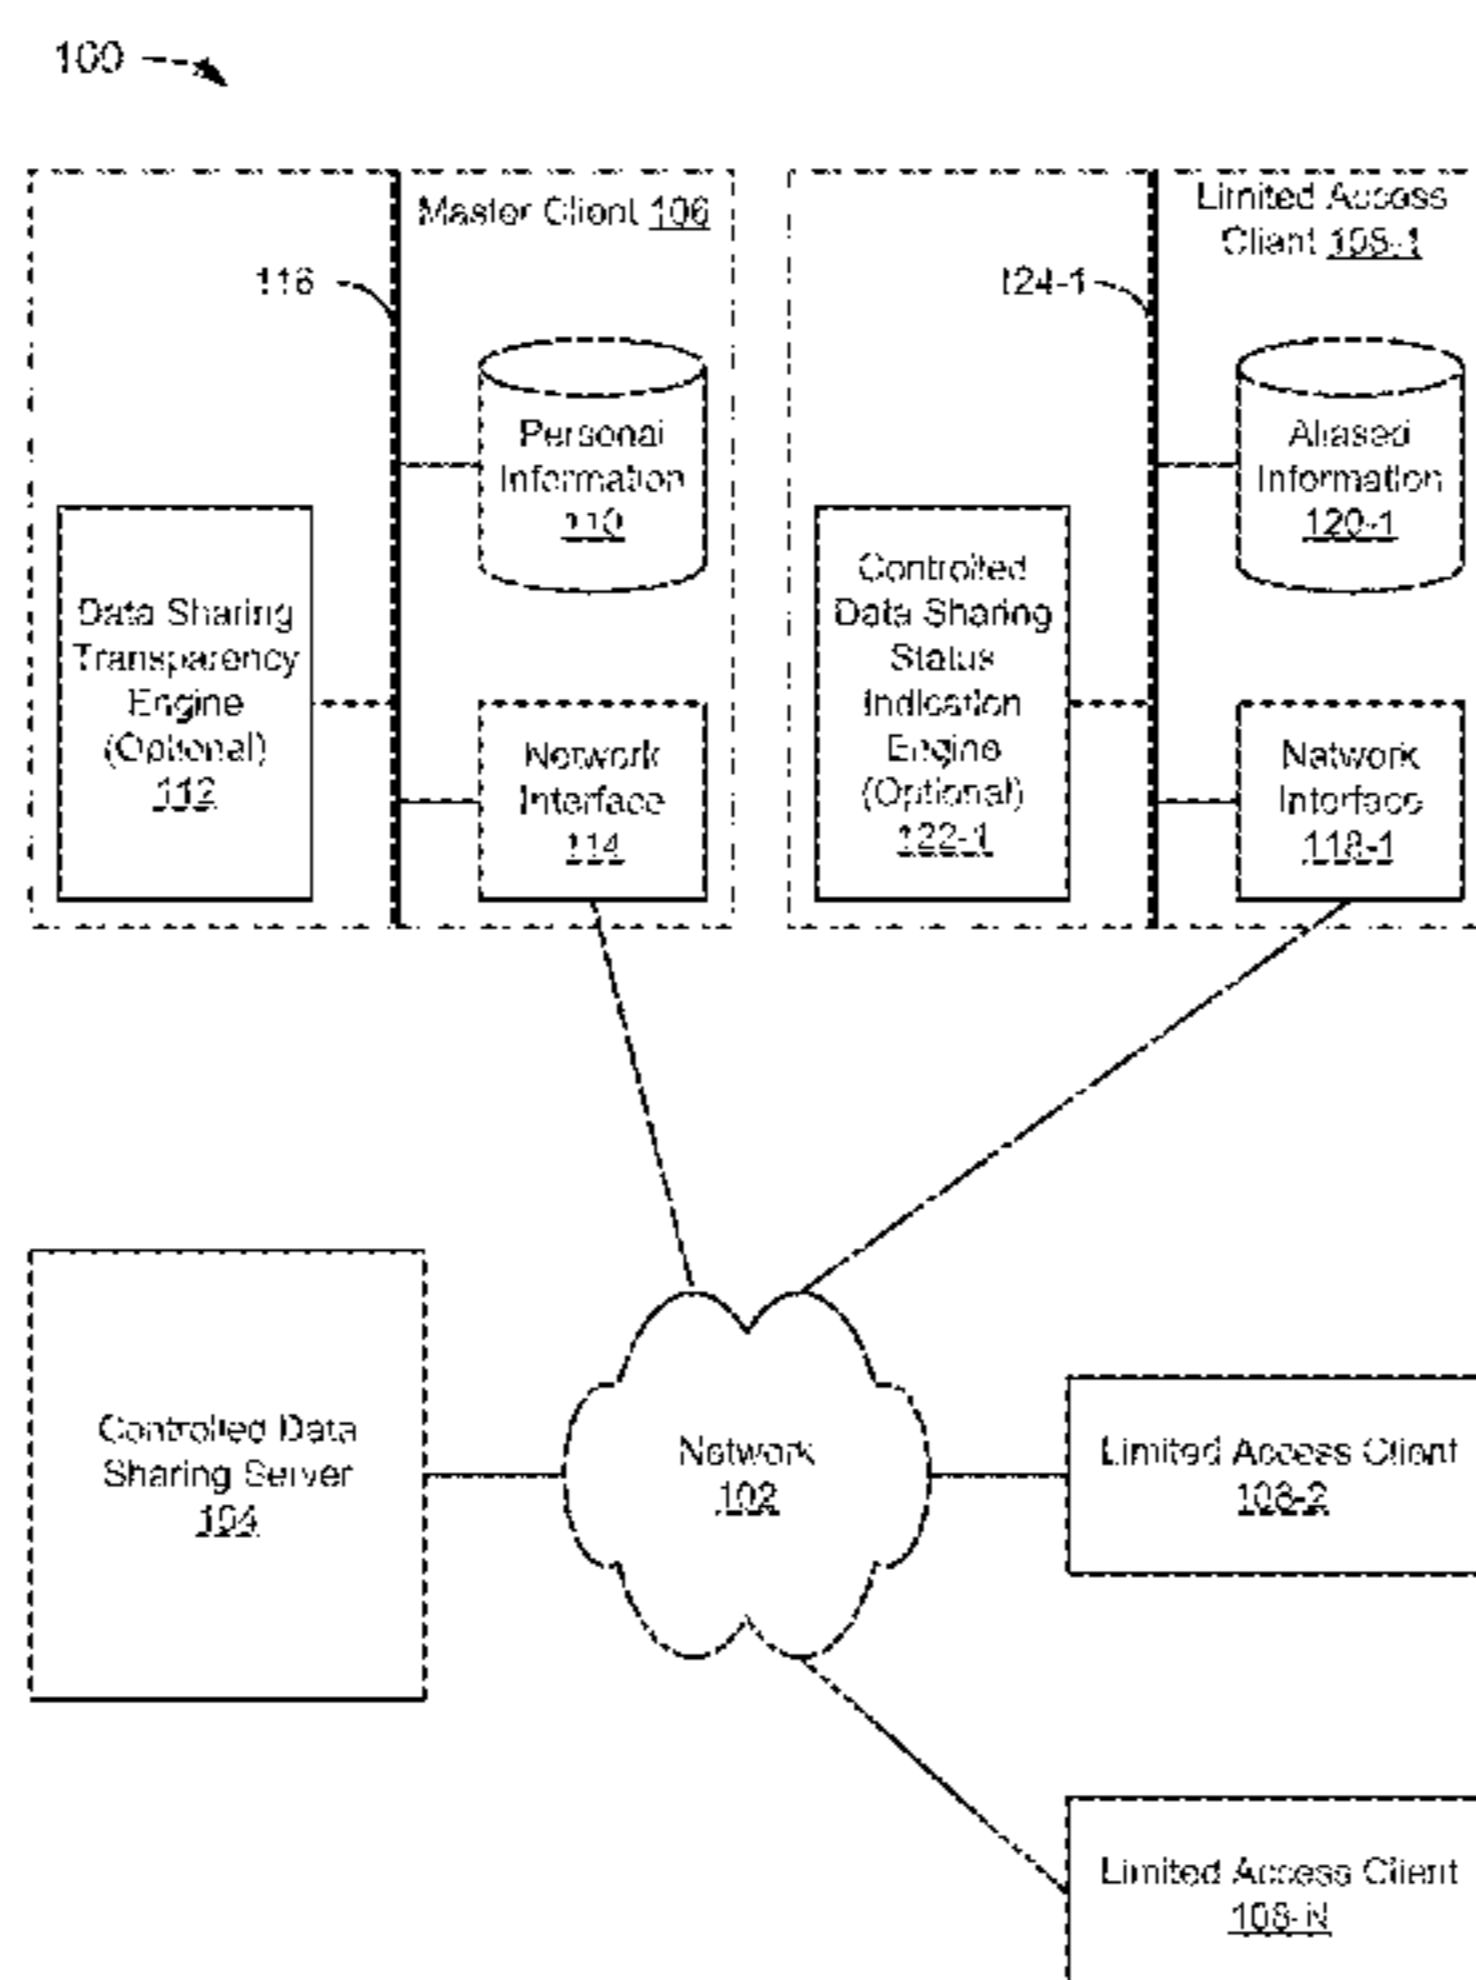 100
Master Client 106
116
Personal
Information
110
Data Sharing
Transparency
Engine
(Optional)
112
Network
Interface
114
Limited Access
Client 108-1
124-1
Aliased
Information
120-1
Controlled
Data Sharing
Status
Indication
Engine
(Optional)
122-1
Network
Interface
118-1
Controlled Data
Sharing Server
104
Network
102
Limited Access Client
108-2
Limited Access Client
108-N